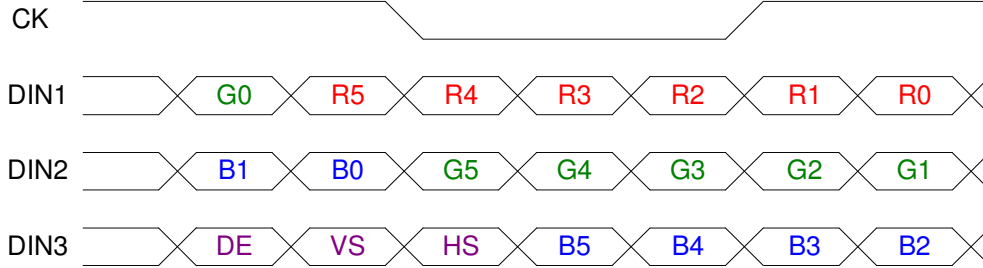 CK
DIN1 G0 R5 R4 R3 R2 R1 R0
DIN2 B1 B0 G5 G4 G3 G2 G1
DIN3 DE VS HS B5 B4 B3 B2